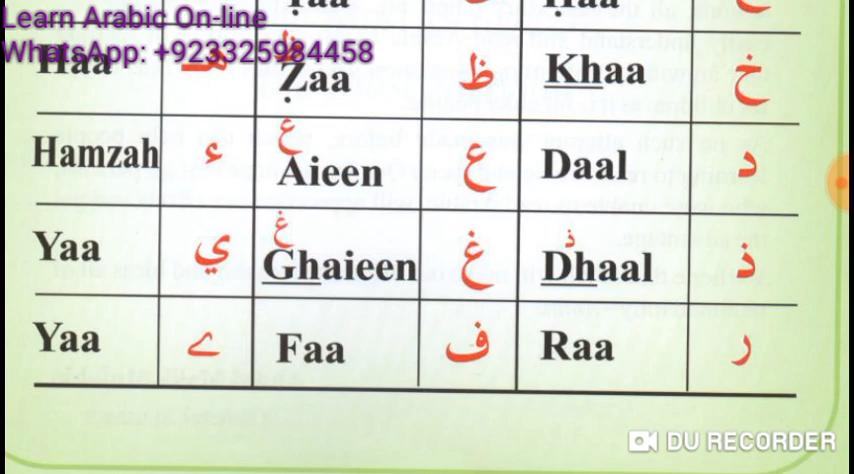 Learn Arabic On-line
WhatsApp: +923325984458
Haa ظ Ẓaa ظ Khaa خ
Hamzah ء ع Aieen ع Daal د
Yaa ى غ Ghaieen غ ذ Dhaal ذ
Yaa ے Faa ف Raa ر
DU RECORDER